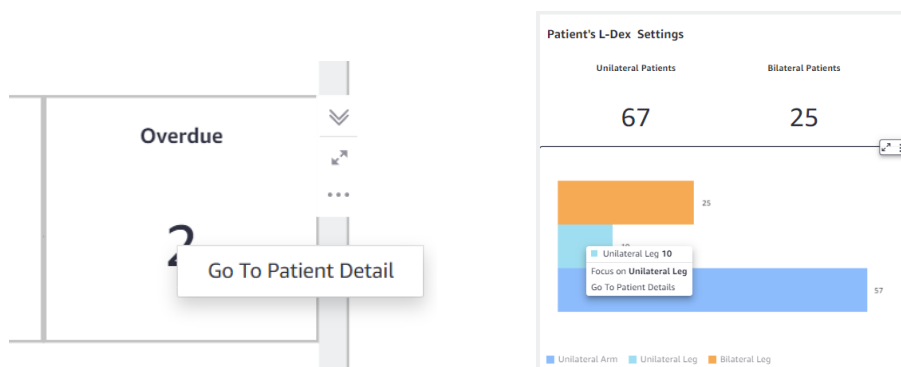 Overdue
2
Go To Patient Detail
Patient's L-Dex Settings
Unilateral Patients
Bilateral Patients
67
25
25
Unilateral Leg 10
Focus on Unilateral Leg
Go To Patient Details
57
Unilateral Arm
Unilateral Leg
Bilateral Leg